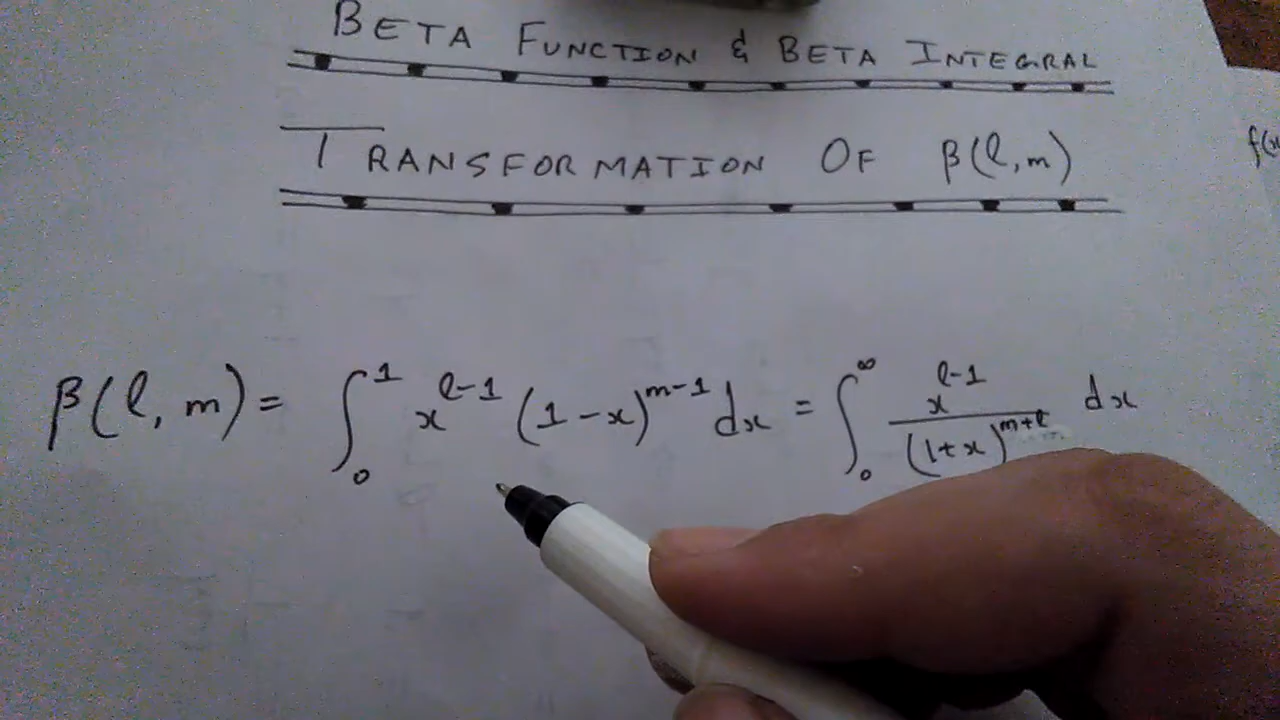 BETA FUNCTION & BETA INTEGRAL
TRANSFORMATION OF β(l,m)
β(l, m) = ∫₀¹ x^{l-1} (1-x)^{m-1} dx = ∫₀^∞ x^{l-1}/(1+x)^{m+l} dx